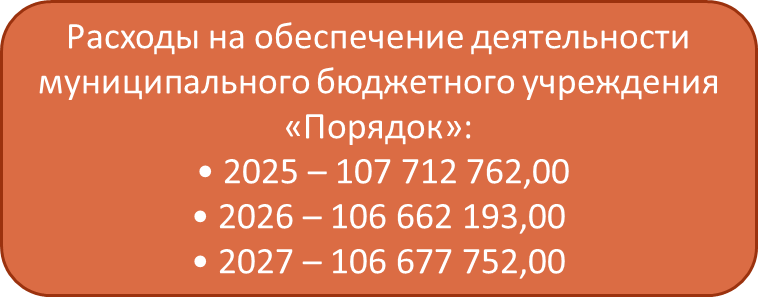 Расходы на обеспечение деятельности
муниципального бюджетного учреждения
«Порядок»:
• 2025 – 107 712 762,00
• 2026 – 106 662 193,00
• 2027 – 106 677 752,00